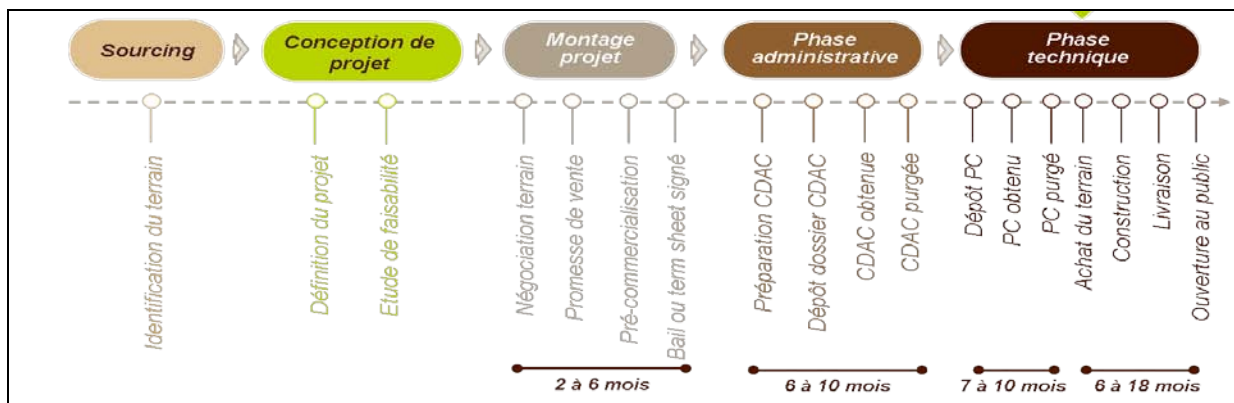 Sourcing
Conception de
projet
Montage
projet
Phase
administrative
Phase
technique
Identification du terrain
Définition du projet
Etude de faisabilité
Négociation terrain
Promesse de vente
Pré-commercialisation
Bail ou term sheet signé
Préparation CDAC
Dépôt dossier CDAC
CDAC obtenue
CDAC purgée
Dépôt PC
PC obtenu
PC purgé
Achat du terrain
Construction
Livraison
Ouverture au public
2 à 6 mois
6 à 10 mois
7 à 10 mois
6 à 18 mois